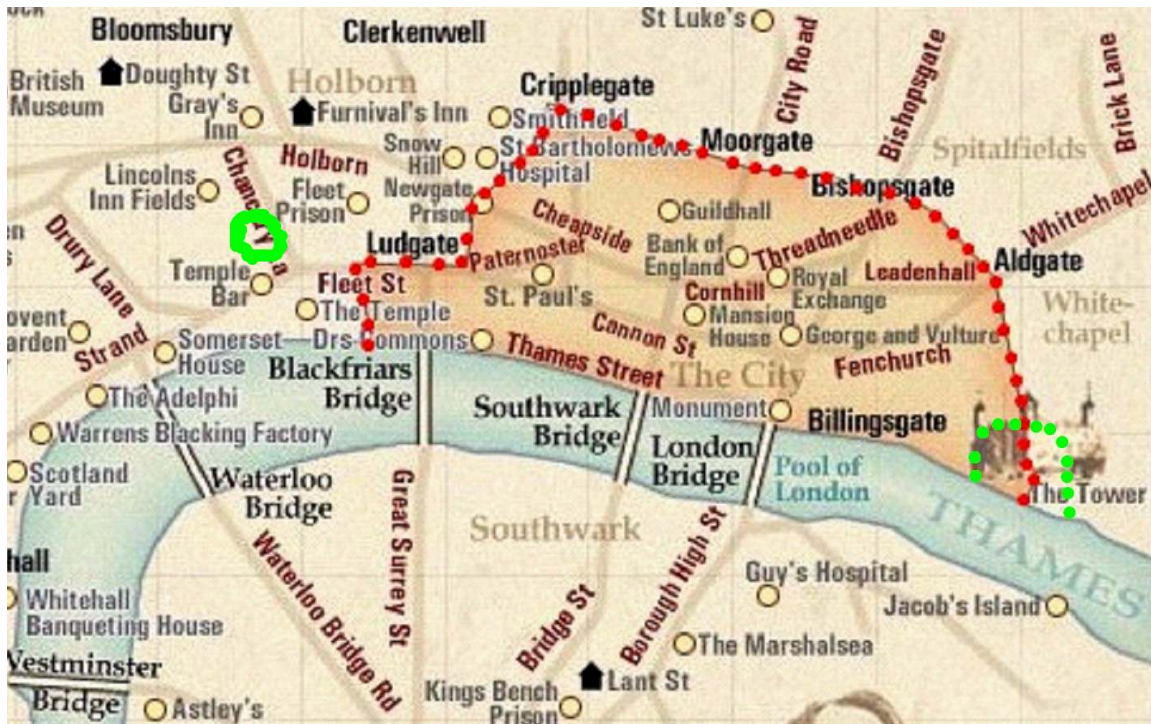 St Luke's
Bloomsbury
Clerkenwell
City Road
Bishopsgate
Brick Lane
British
Museum
Doughty St
Holborn
Cripplegate
Gray's
Inn
Furnival's Inn
Smithfield
Moorgate
Spitalfields
Chancery
Holborn
Snow
Hill
St Bartholomews
Hospital
Lincolns
Inn Fields
Fleet
Prison
Newgate
Prison
Bishopsgate
Whitechapel
Cheapside
Guildhall
Threadneedle
Drury Lane
Ludgate
Paternoster
Bank of
England
Leadenhall
Aldgate
Temple
Bar
Fleet St
St. Paul's
Cornhill
Royal
Exchange
White-
chapel
The Temple
Cannon St
Mansion
House
George and Vulture
Strand
Somerset
House
Drs Commons
Thames Street
The City
Fenchurch
Blackfriars
Bridge
The Adelphi
Southwark
Bridge
Monument
Billingsgate
Warrens Blacking Factory
London
Bridge
Pool of
London
Scotland
Yard
Waterloo
Bridge
The Tower
THAMES
Great Surrey St
Southwark
Waterloo Bridge Rd
Bridge St
Borough High St
Guy's Hospital
Jacob's Island
Whitehall
Banqueting House
The Marshalsea
Westminster
Bridge
Lant St
Kings Bench
Prison
Astley's